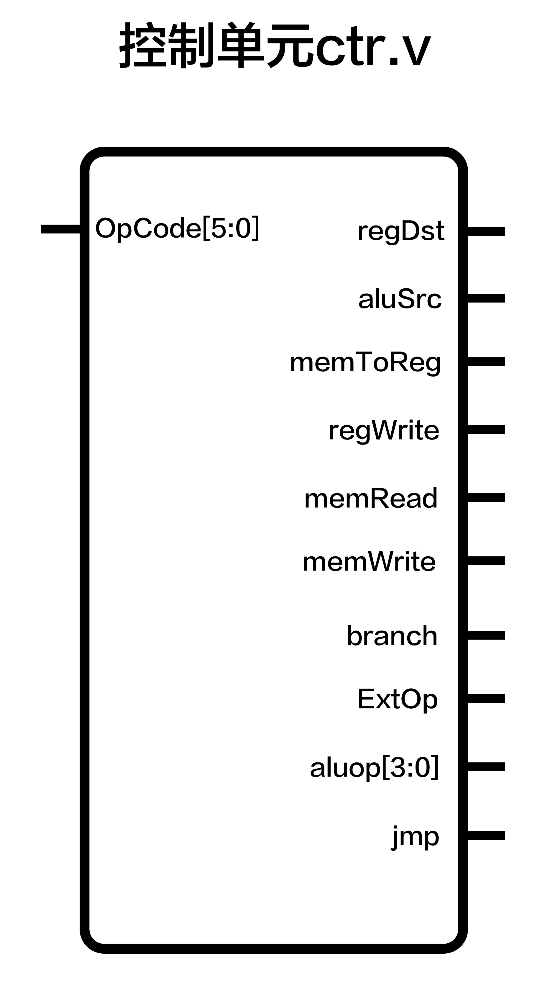 控制单元ctr.v
OpCode[5:0]
regDst
aluSrc
memToReg
regWrite
memRead
memWrite
branch
ExtOp
aluop[3:0]
jmp